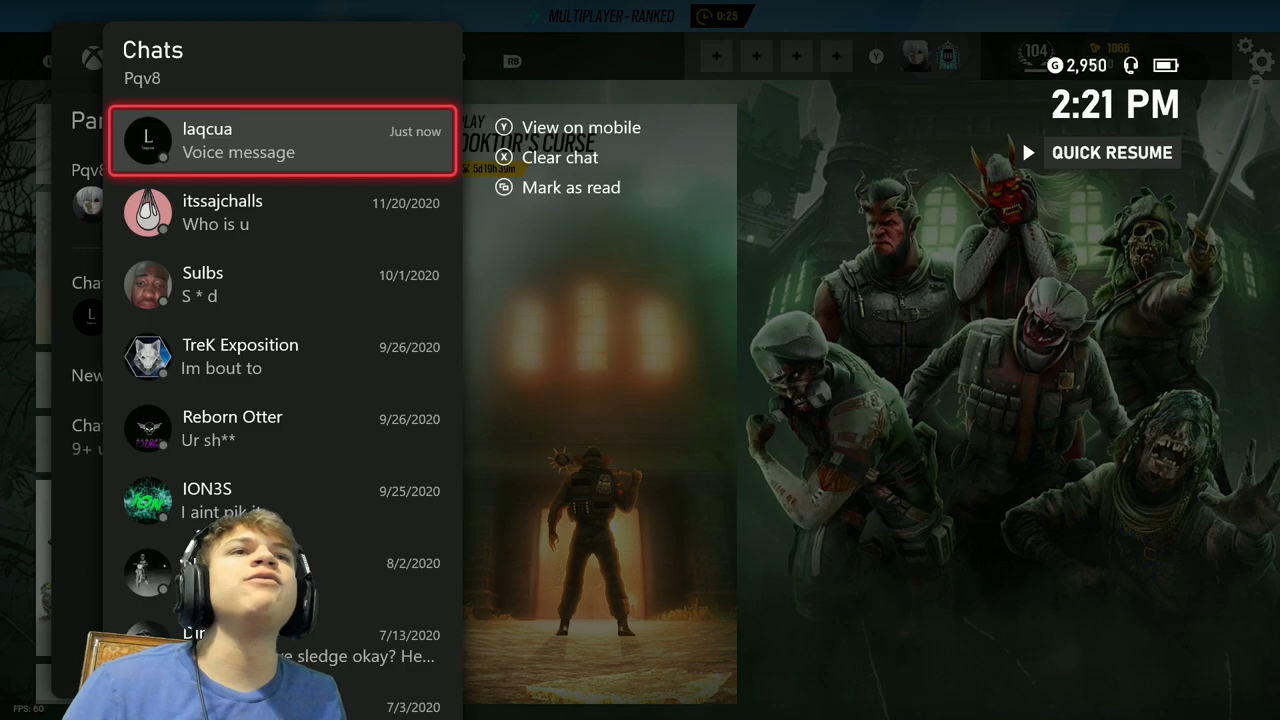 MULTIPLAYER - RANKED
0:25
Chats
Pqv8
laqcua
Just now
Voice message
itssajchalls
11/20/2020
Who is u
Sulbs
10/1/2020
S * d
TreK Exposition
9/26/2020
Im bout to
Reborn Otter
9/26/2020
Ur sh**
ION3S
9/25/2020
I aint pik it
8/2/2020
7/13/2020
sledge okay? He...
7/3/2020
Y View on mobile
X Clear chat
Mark as read
DOKTOR'S CURSE
5d 19h 39m
RB
+ + + +
Y
104
1066
G 2,950
2:21 PM
QUICK RESUME
Pqv8
New
9+
L
L
ION
FPS: 60